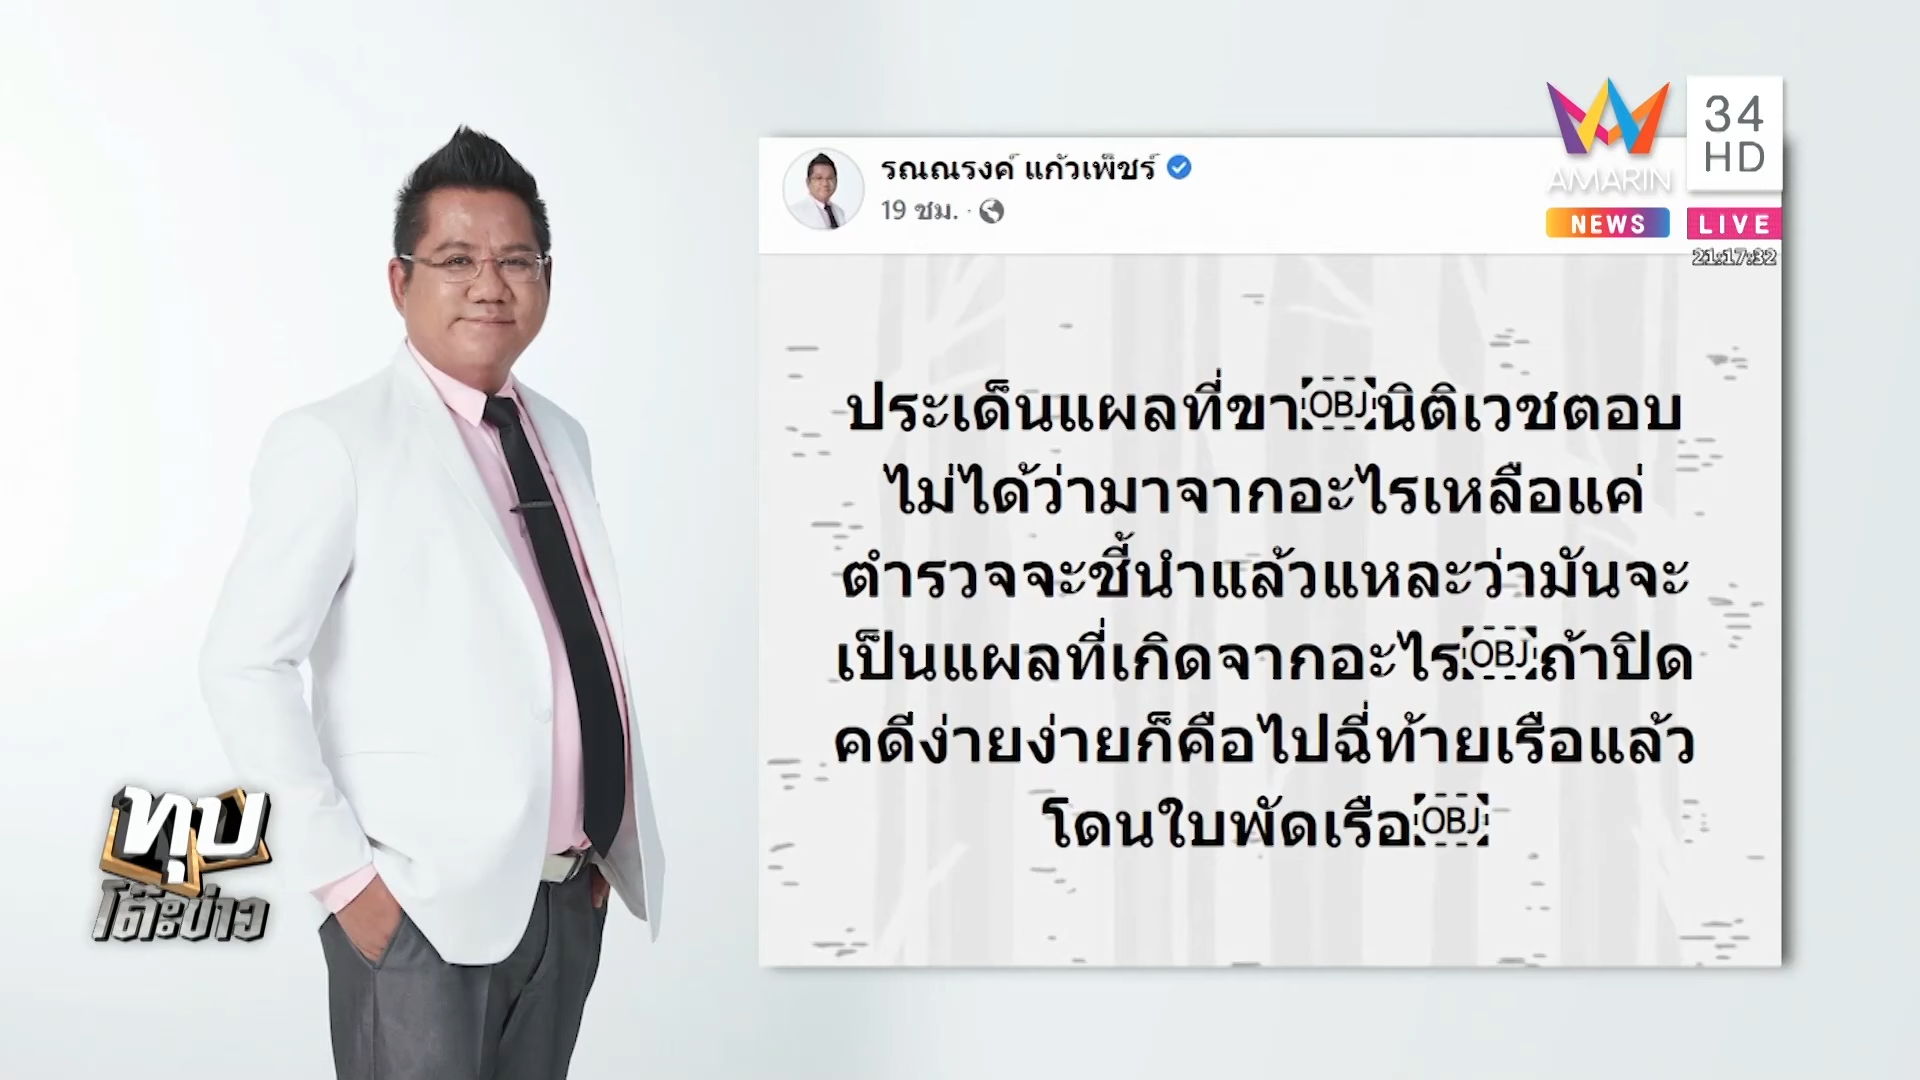 รณณรงค์ แก้วเพ็ชร์
19 ชม. ·
ประเด็นแผลที่ขา￼นิติเวชตอบ
ไม่ได้ว่ามาจากอะไรเหลือแค่
ตำรวจจะชี้นำแล้วแหละว่ามันจะ
เป็นแผลที่เกิดจากอะไร￼ถ้าปิด
คดีง่ายง่ายก็คือไปฉี่ท้ายเรือแล้ว
โดนใบพัดเรือ￼
AMARIN
NEWS
34
HD
LIVE
21:17:32
ทุบ
โต๊ะข่าว